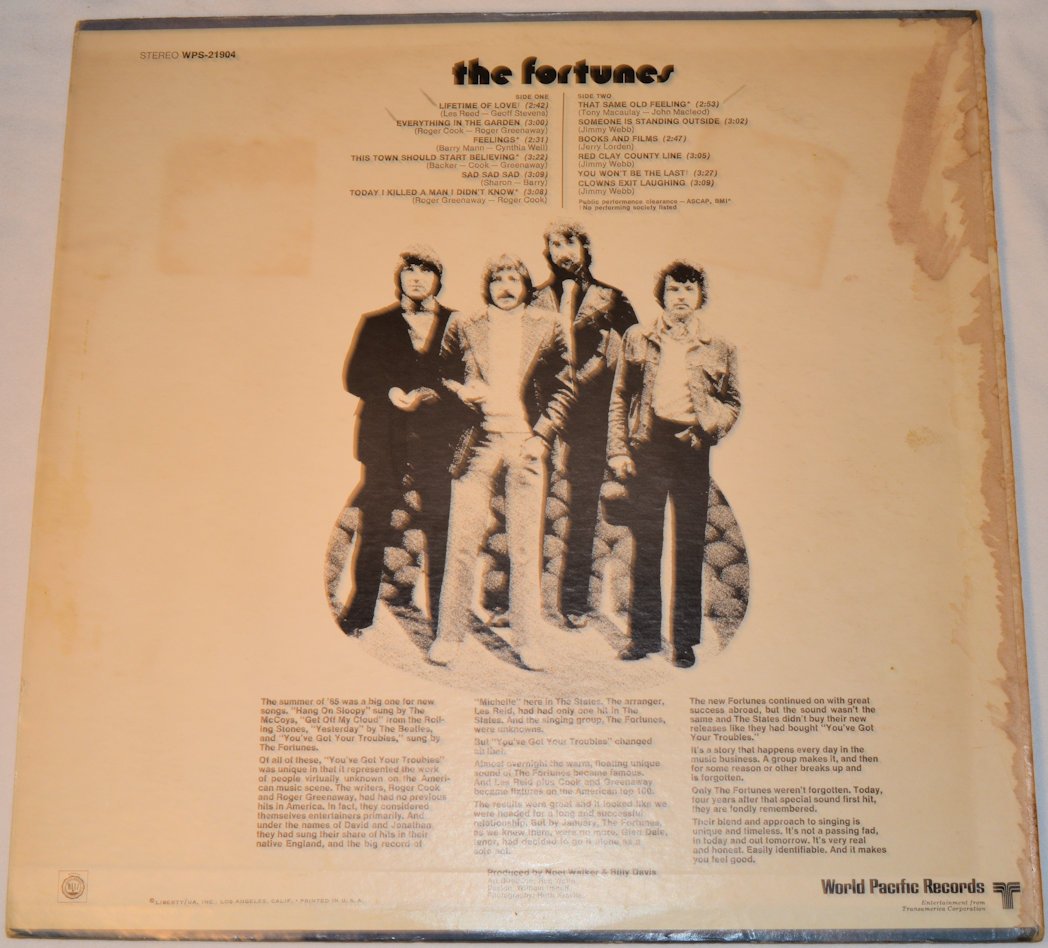 STEREO WPS-21904
the fortunes
SIDE ONE
LIFETIME OF LOVE! (2:42)
(Les Reed — Geoff Stevens)
EVERYTHING IN THE GARDEN (3:00)
(Roger Cook — Roger Greenaway)
FEELINGS* (2:31)
(Barry Mann — Cynthia Weil)
THIS TOWN SHOULD START BELIEVING* (3:22)
(Backer — Cook — Greenaway)
SAD SAD SAD (3:09)
(Sharon — Barry)
TODAY I KILLED A MAN I DIDN'T KNOW* (3:08)
(Roger Greenaway — Roger Cook)
SIDE TWO
THAT SAME OLD FEELING* (2:53)
(Tony Macaulay — John Macleod)
SOMEONE IS STANDING OUTSIDE (3:02)
(Jimmy Webb)
BOOKS AND FILMS (2:47)
(Jerry Lorden)
RED CLAY COUNTY LINE (3:05)
(Jimmy Webb)
YOU WON'T BE THE LAST! (3:27)
CLOWNS EXIT LAUGHING (3:09)
(Jimmy Webb)
Public performance clearance — ASCAP, BMI*
! No performing society listed
The summer of '65 was a big one for new
songs. "Hang On Sloopy" sung by The
McCoys, "Get Off My Cloud" from the Roll-
ing Stones, "Yesterday" by The Beatles,
and "You've Got Your Troubles," sung by
The Fortunes.
Of all of these, "You've Got Your Troubles"
was unique in that it represented the work
of people virtually unknown on the Ameri-
can music scene. The writers, Roger Cook
and Roger Greenaway, had had no previous
hits in America. In fact, they considered
themselves entertainers primarily. And
under the names of David and Jonathan
they had sung their share of hits in their
native England, and the big record of
"Michelle" here in The States. The arranger,
Les Reid, had had only one hit in The
States. And the singing group, The Fortunes,
were unknowns.
But "You've Got Your Troubles" changed
all that.
Almost overnight the warm, floating unique
sound of The Fortunes became famous.
And Les Reid plus Cook and Greenaway
became fixtures on the American top 100.
The results were great and it looked like we
were headed for a long and successful
relationship. But by January, The Fortunes,
as we knew them, were no more. Glen Dale,
tenor, had decided to go it alone as a
solo act.
Produced by Noel Walker & Billy Davis
The new Fortunes continued on with great
success abroad, but the sound wasn't the
same and The States didn't buy their new
releases like they had bought "You've Got
Your Troubles."
It's a story that happens every day in the
music business. A group makes it, and then
for some reason or other breaks up and
is forgotten.
Only The Fortunes weren't forgotten. Today,
four years after that special sound first hit,
they are fondly remembered.
Their blend and approach to singing is
unique and timeless. It's not a passing fad,
in today and out tomorrow. It's very real
and honest. Easily identifiable. And it makes
you feel good.
©LIBERTY/UA, INC. LOS ANGELES, CALIF. • PRINTED IN U.S.A.
World Pacific Records
Entertainment from
Transamerica Corporation